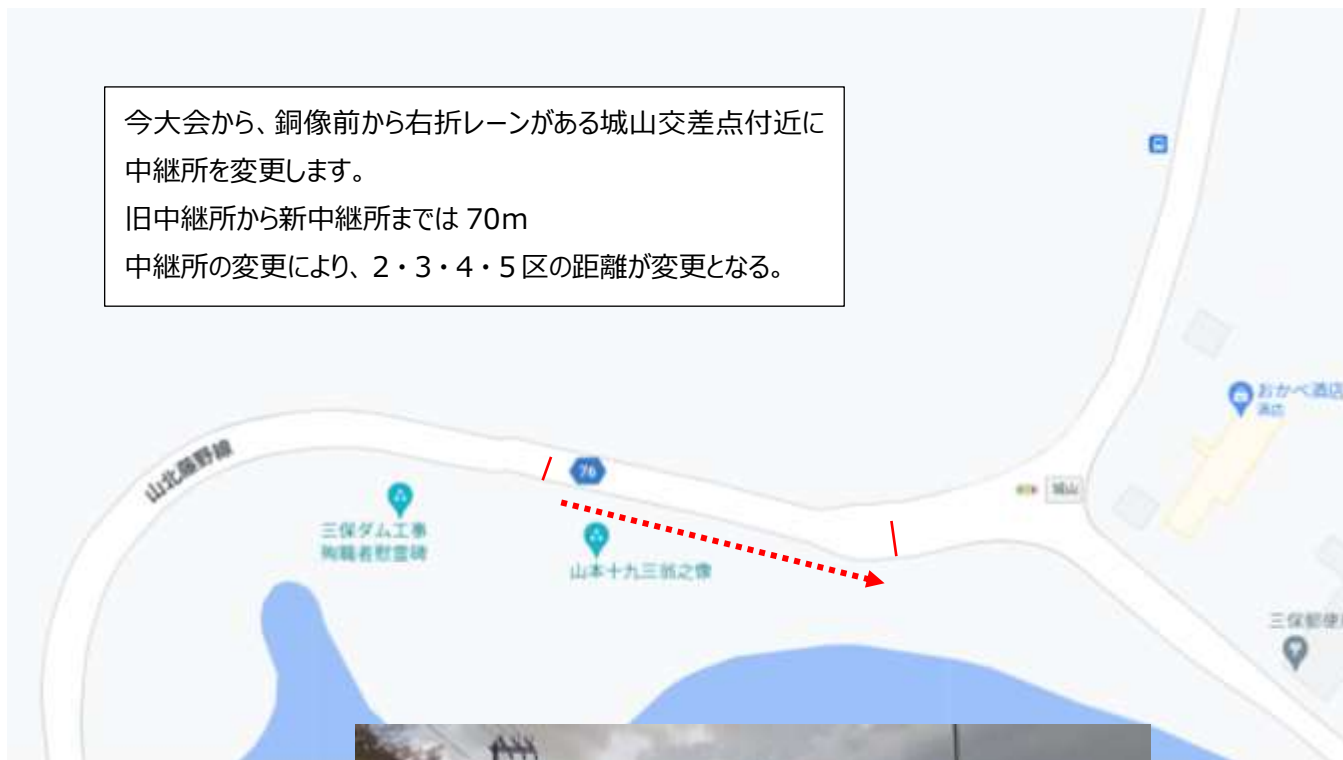 今大会から、銅像前から右折レーンがある城山交差点付近に
中継所を変更します。
旧中継所から新中継所までは 70m
中継所の変更により、2・3・4・5 区の距離が変更となる。
おかべ酒店
酒店
山北藤野線
76
城山
三保ダム工事
殉職者慰霊碑
山本十九三翁之像
三保郵便